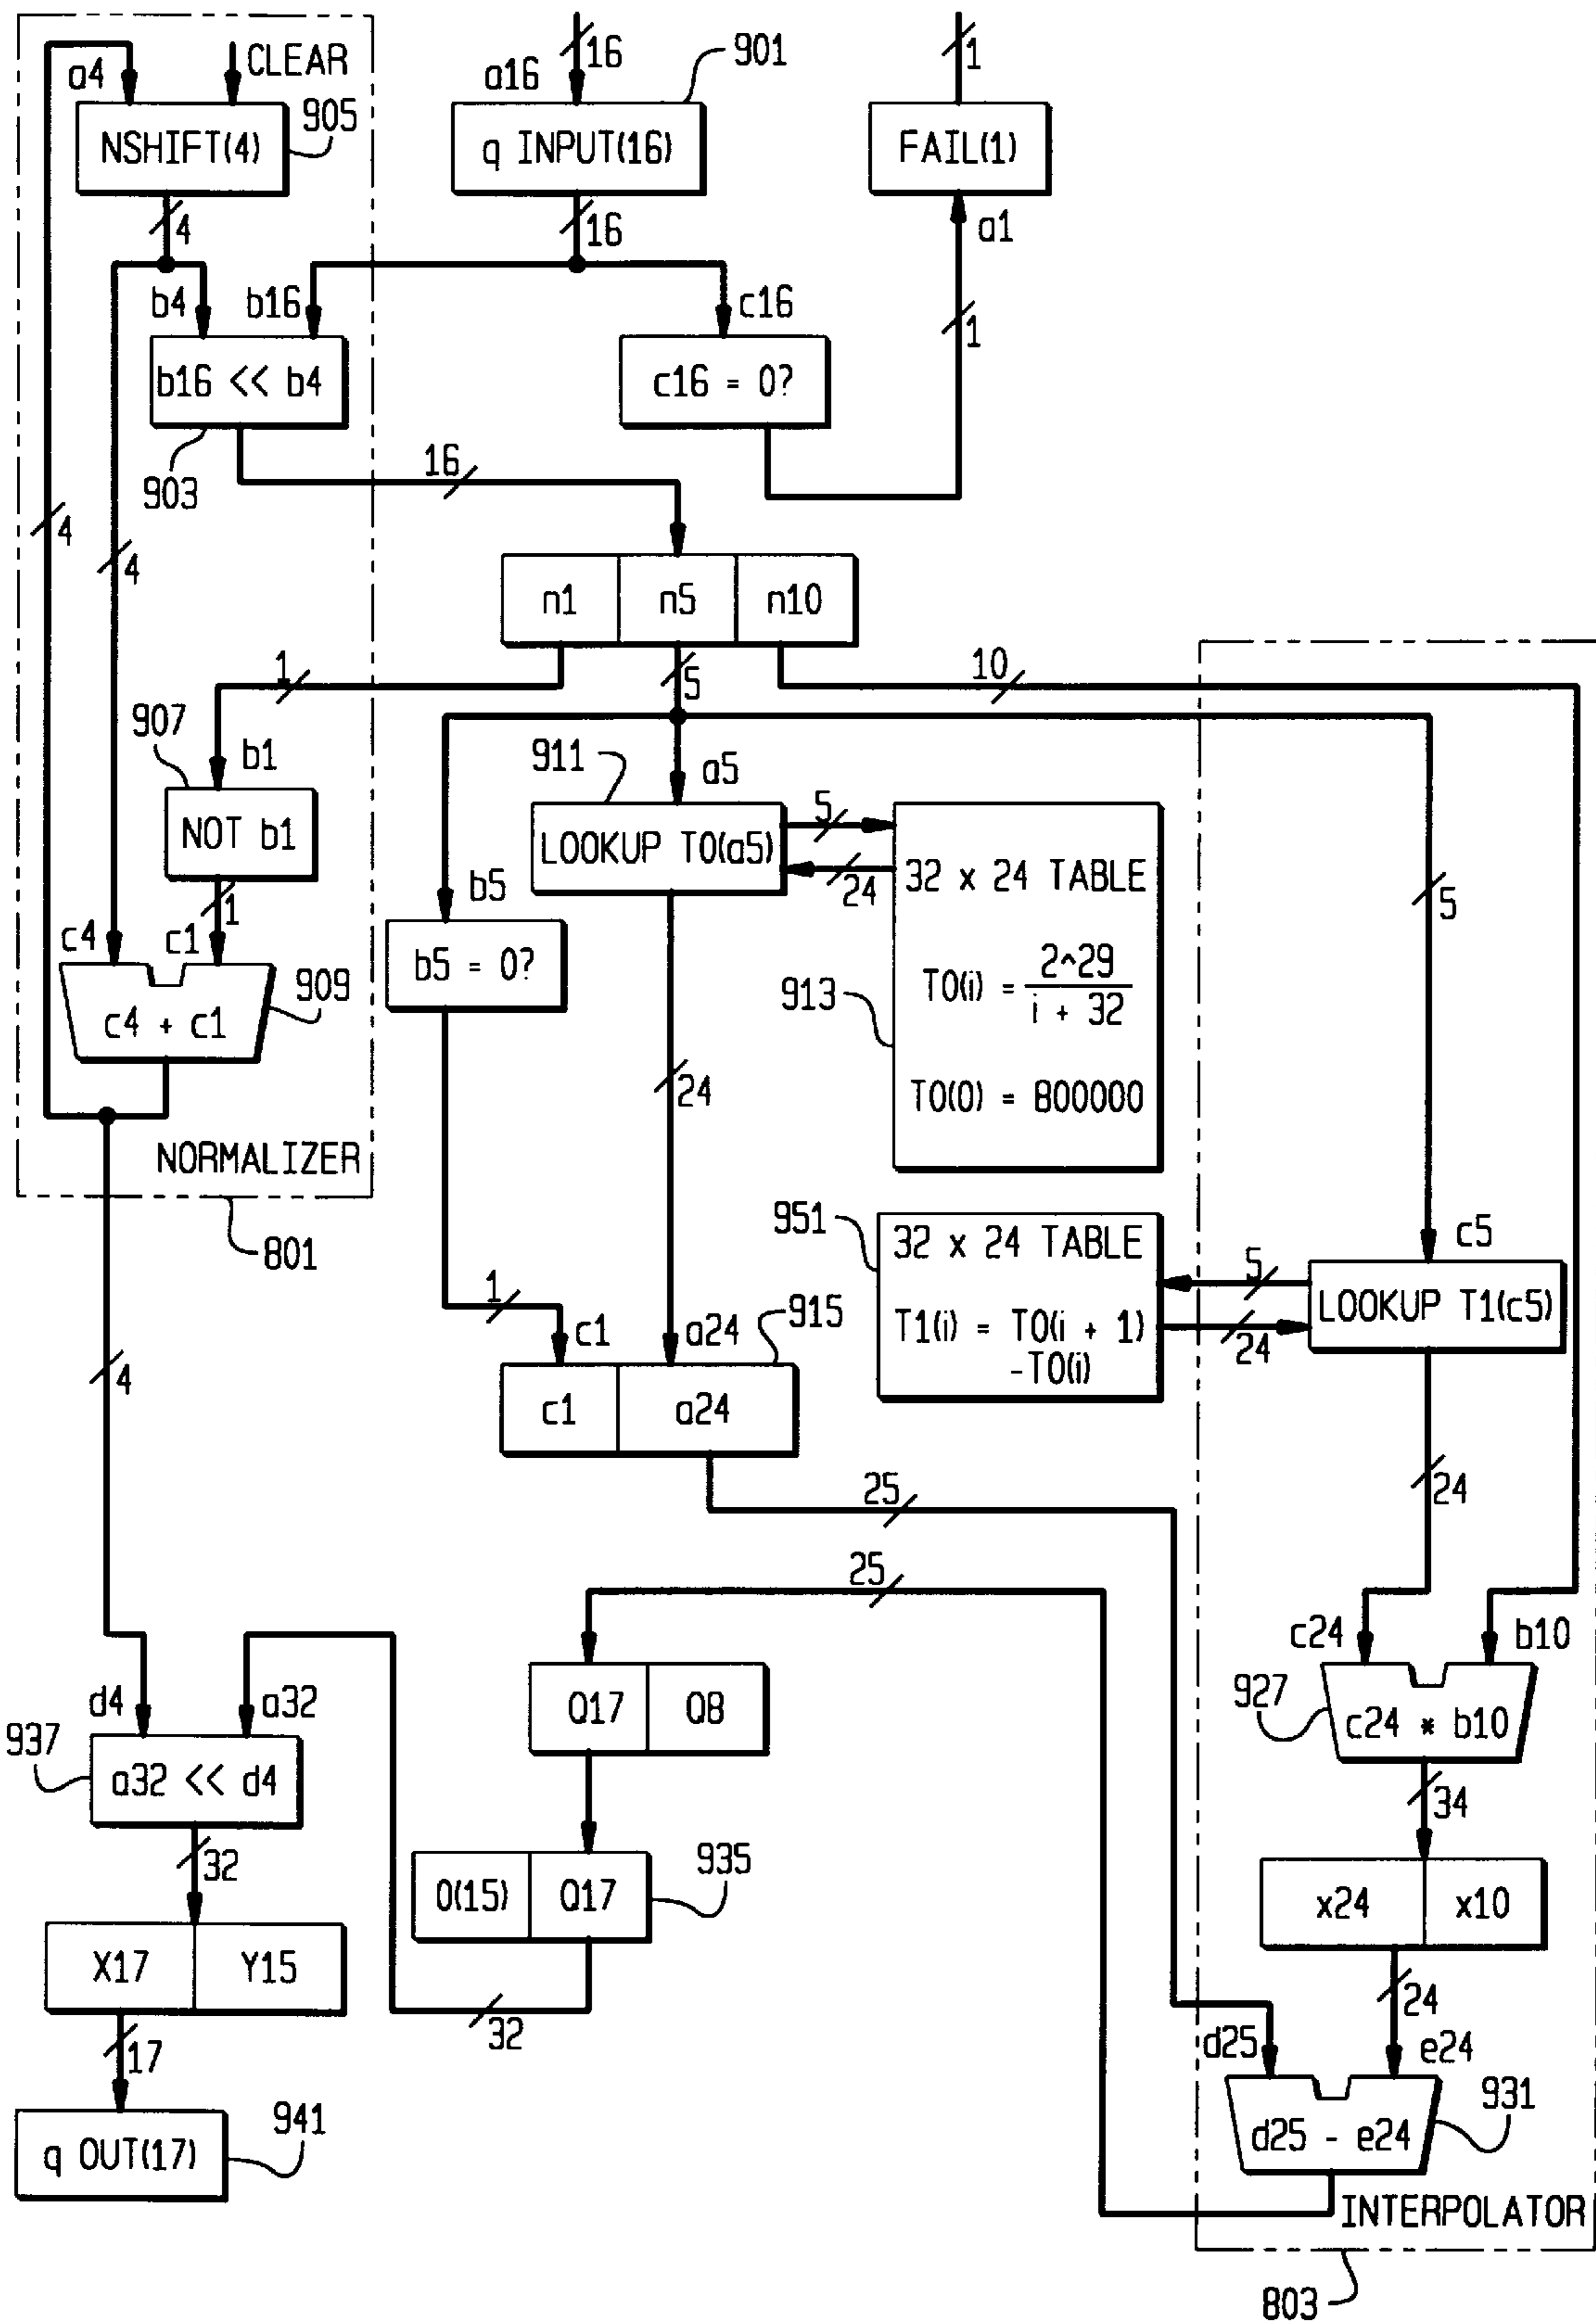 CLEAR
a4
NSHIFT(4)
905
4
16
a16
901
q INPUT(16)
16
1
FAIL(1)
a1
1
b4
b16
b16 << b4
903
c16
c16 = 0?
16
4
4
n1
n5
n10
1
5
10
907
b1
NOT b1
1
c4
c1
c4 + c1
909
NORMALIZER
801
911
a5
LOOKUP T0(a5)
5
24
b5
b5 = 0?
32 x 24 TABLE
T0(i) = 2^29
i + 32
T0(0) = 800000
913
5
24
951
32 x 24 TABLE
T1(i) = T0(i + 1)
-T0(i)
5
24
c5
LOOKUP T1(c5)
1
c1
a24
915
c1
a24
4
25
24
25
c24
b10
927
c24 * b10
34
d4
a32
937
a32 << d4
32
Q17
Q8
0(15)
Q17
935
32
x24
x10
24
X17
Y15
17
q OUT(17)
941
d25
e24
d25 - e24
931
INTERPOLATOR
803